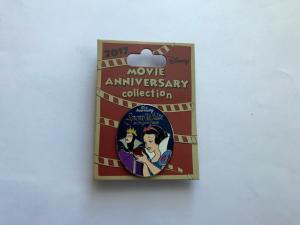 2017
Disney
MOVIE
ANNIVERSARY
collection
Snow White